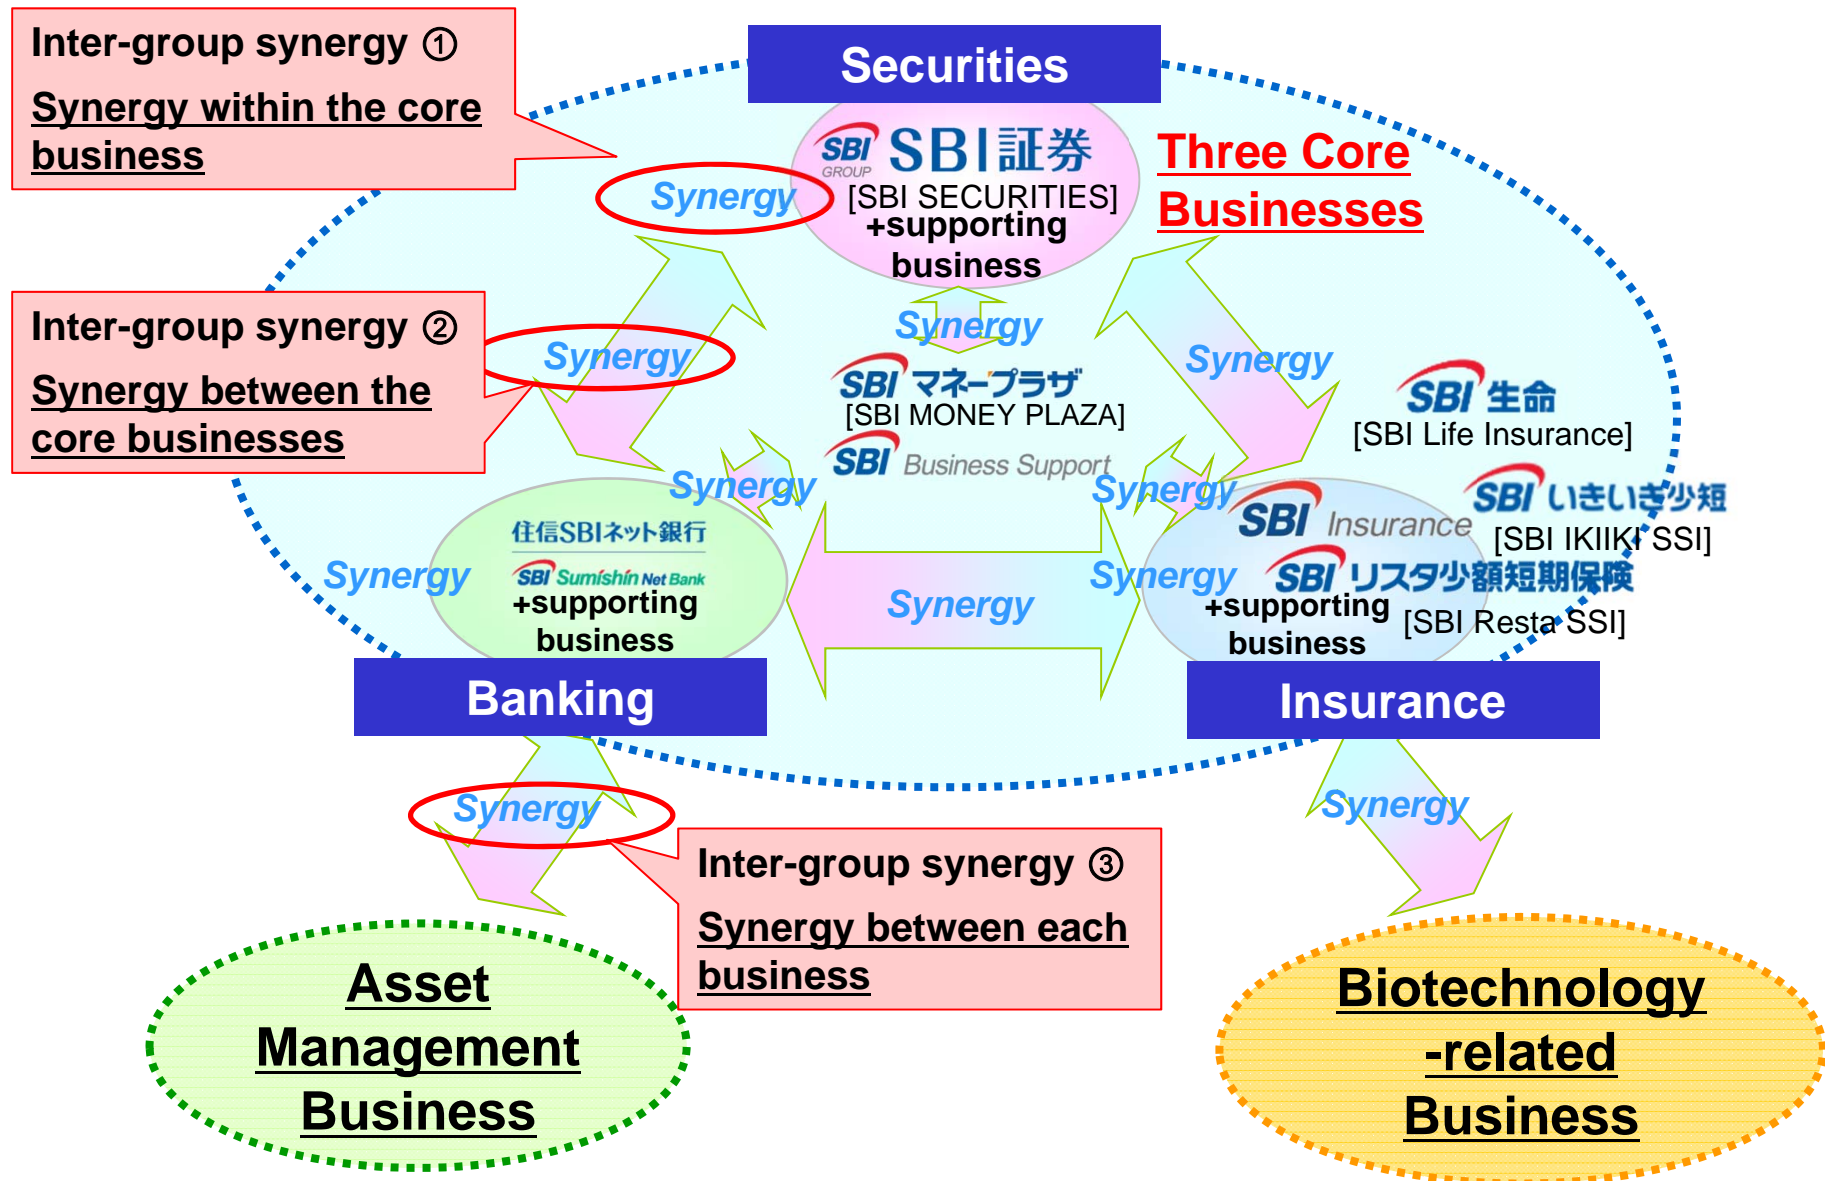 Inter-group synergy ①
Synergy within the core
business
Securities
SBI
GROUP
SBI証券
[SBI SECURITIES]
+supporting
business
Three Core
Businesses
Synergy
Inter-group synergy ②
Synergy between the
core businesses
Synergy
Synergy
Synergy
SBI マネープラザ
[SBI MONEY PLAZA]
SBI Business Support
SBI 生命
[SBI Life Insurance]
Synergy
Synergy
SBI いきいき少短
[SBI IKIIKI SSI]
SBI Insurance
住信SBIネット銀行
SBI Sumishin Net Bank
+supporting
business
Synergy
Synergy
Synergy
SBI リスタ少額短期保険
[SBI Resta SSI]
+supporting
business
Banking
Insurance
Synergy
Synergy
Inter-group synergy ③
Synergy between each
business
Asset
Management
Business
Biotechnology
-related
Business